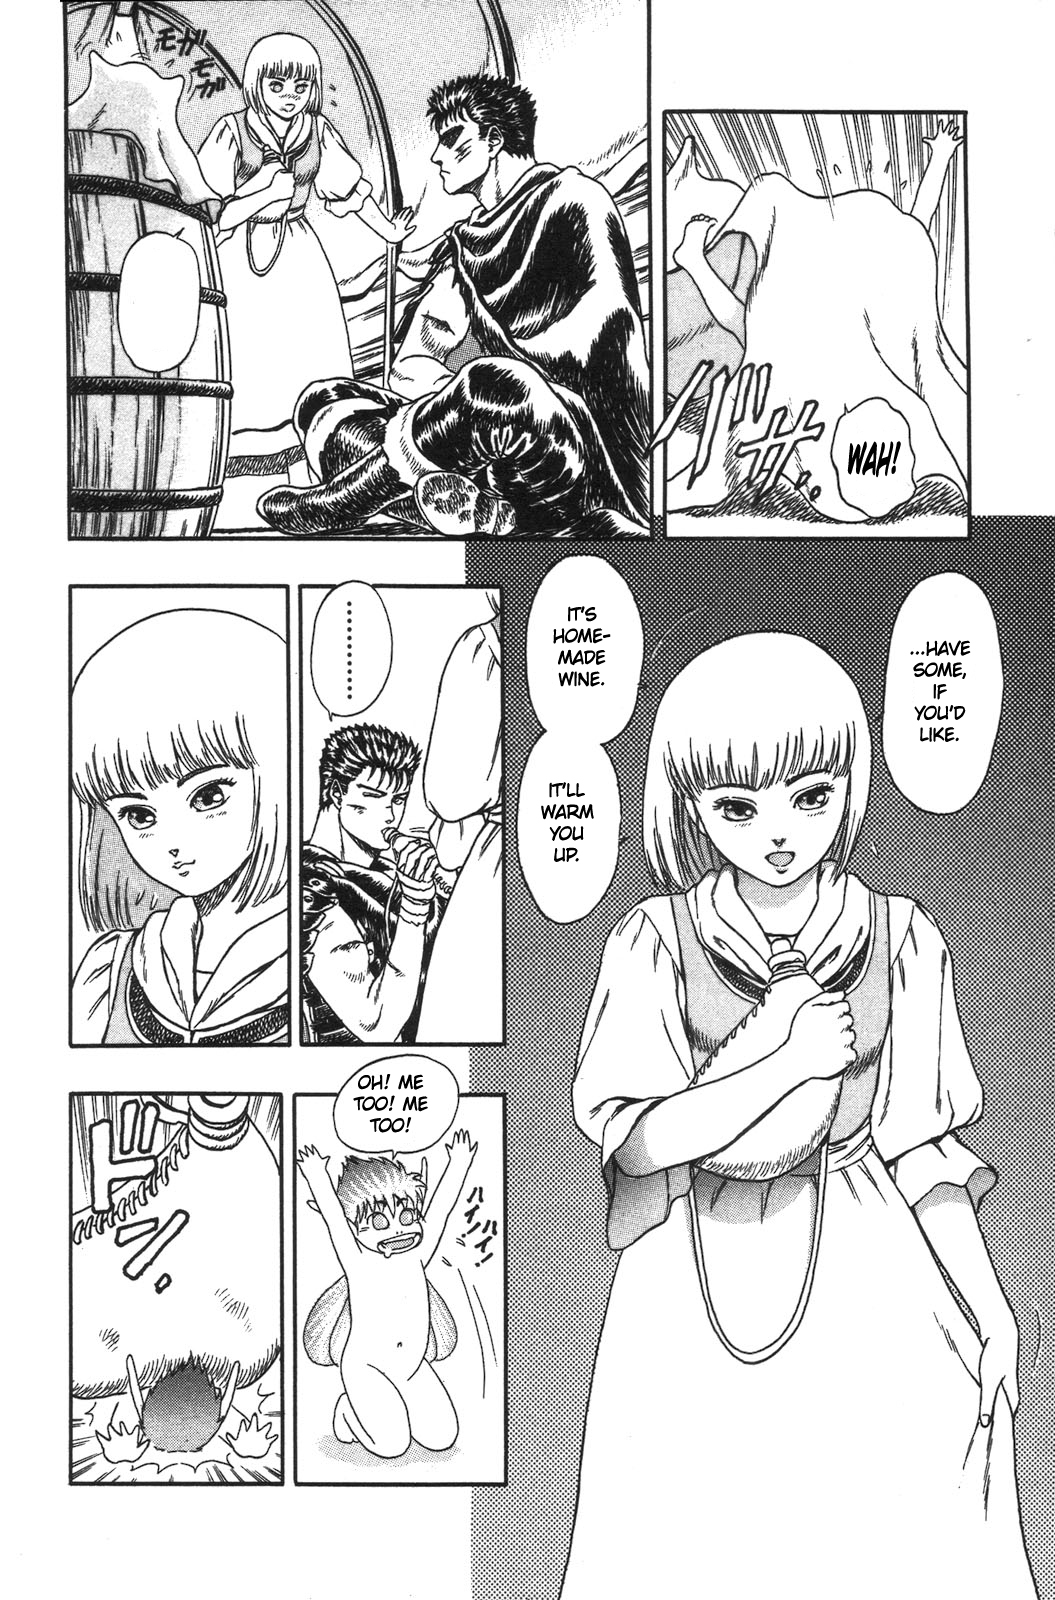 バサ…
WAH!
モガ
モガ
...HAVE
SOME,
IF
YOU'D
LIKE.
IT'S
HOME-
MADE
WINE.
IT'LL
WARM
YOU
UP.
.........
OH! ME
TOO! ME
TOO!
ハイ!
ハイ!
ドン